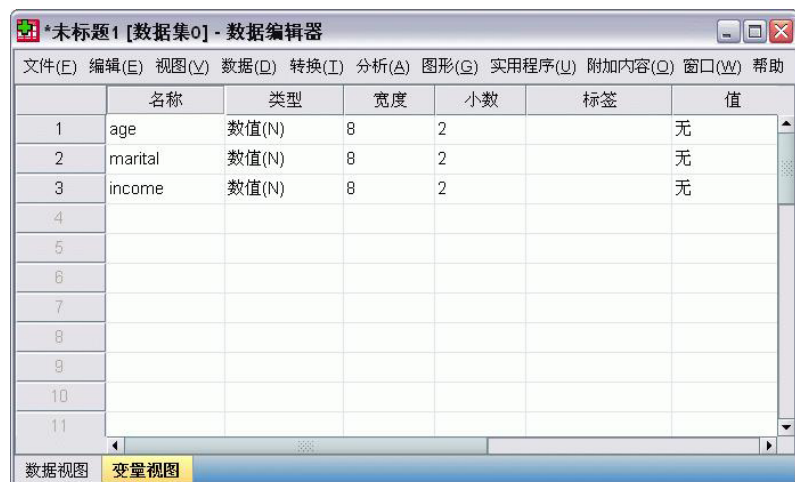 *未标题1 [数据集0] - 数据编辑器
文件(F) 编辑(E) 视图(V) 数据(D) 转换(T) 分析(A) 图形(G) 实用程序(U) 附加内容(O) 窗口(W) 帮助
名称 类型 宽度 小数 标签 值
1 age 数值(N) 8 2 无
2 marital 数值(N) 8 2 无
3 income 数值(N) 8 2 无
4
5
6
7
8
9
10
11
数据视图 变量视图